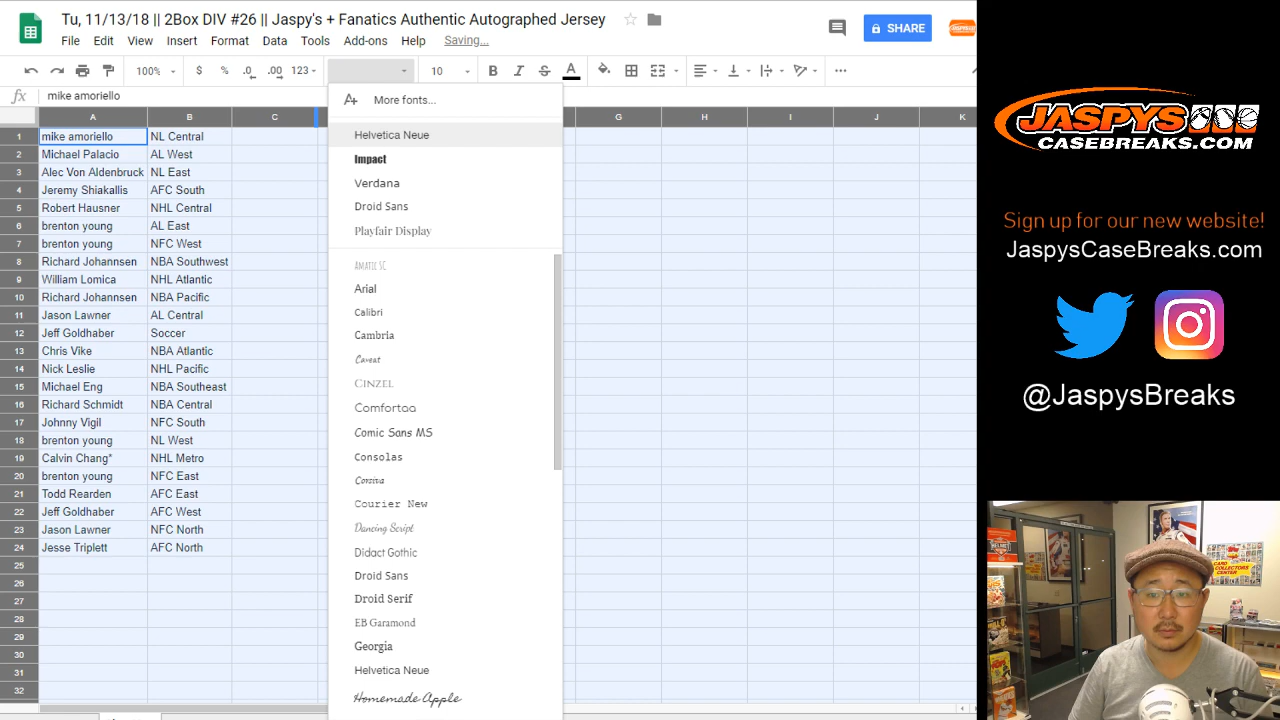 Tu, 11/13/18 || 2Box DIV #26 || Jaspy's + Fanatics Authentic Autographed Jersey
File Edit View Insert Format Data Tools Add-ons Help Saving...
SHARE
100% $ % .0 .00 123 10 B I S A
fx mike amoriello
A B C G H I J K
1 mike amoriello NL Central
2 Michael Palacio AL West
3 Alec Von Aldenbruck NL East
4 Jeremy Shiakallis AFC South
5 Robert Hausner NHL Central
6 brenton young AL East
7 brenton young NFC West
8 Richard Johannsen NBA Southwest
9 William Lomica NHL Atlantic
10 Richard Johannsen NBA Pacific
11 Jason Lawner AL Central
12 Jeff Goldhaber Soccer
13 Chris Vike NBA Atlantic
14 Nick Leslie NHL Pacific
15 Michael Eng NBA Southeast
16 Richard Schmidt NBA Central
17 Johnny Vigil NFC South
18 brenton young NL West
19 Calvin Chang* NHL Metro
20 brenton young NFC East
21 Todd Rearden AFC East
22 Jeff Goldhaber AFC West
23 Jason Lawner NFC North
24 Jesse Triplett AFC North
25
26
27
28
29
30
31
32
More fonts...
Helvetica Neue
Impact
Verdana
Droid Sans
Playfair Display
Amatic SC
Arial
Calibri
Cambria
Caveat
Cinzel
Comfortaa
Comic Sans MS
Consolas
Corsiva
Courier New
Dancing Script
Didact Gothic
Droid Sans
Droid Serif
EB Garamond
Georgia
Helvetica Neue
Homemade Apple
JASPYS
CASEBREAKS.COM
Sign up for our new website!
JaspysCaseBreaks.com
@JaspysBreaks